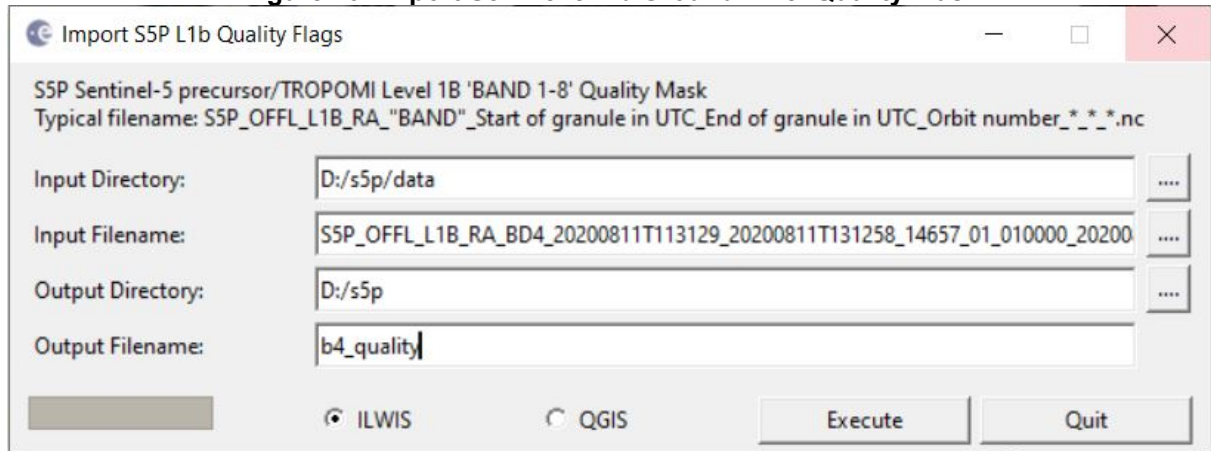 Import S5P L1b Quality Flags
S5P Sentinel-5 precursor/TROPOMI Level 1B 'BAND 1-8' Quality Mask
Typical filename: S5P_OFFL_L1B_RA_"BAND"_Start of granule in UTC_End of granule in UTC_Orbit number_*_*_*.nc
Input Directory: D:/s5p/data ....
Input Filename: S5P_OFFL_L1B_RA_BD4_20200811T113129_20200811T131258_14657_01_010000_20200 ....
Output Directory: D:/s5p ....
Output Filename: b4_quality
ILWIS QGIS Execute Quit